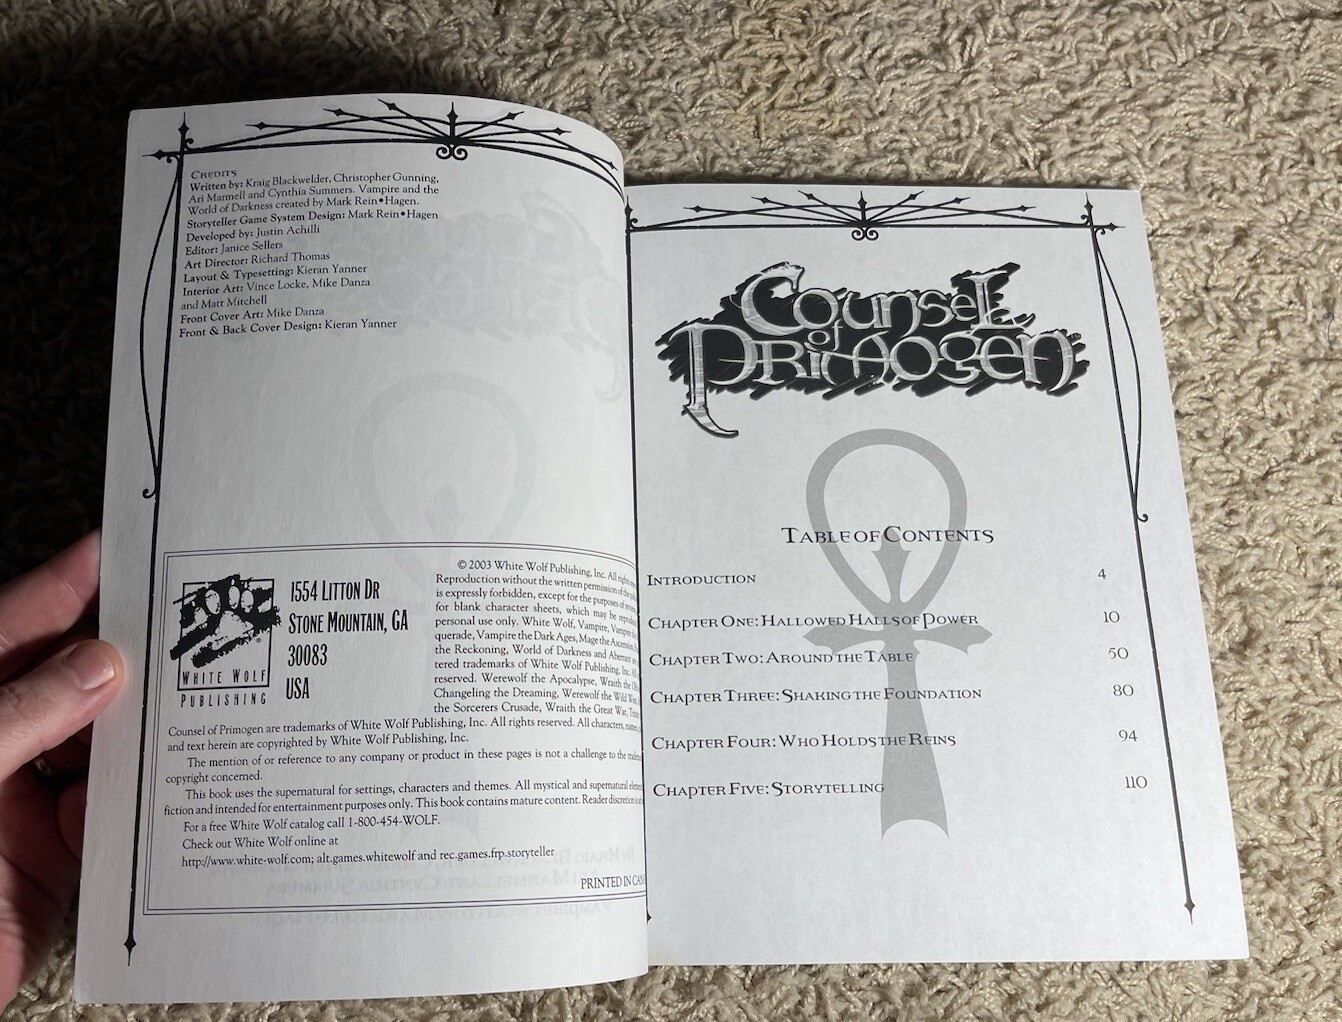 Credits
Written by: Kraig Blackwelder, Christopher Gunning,
Ari Marmell and Cynthia Summers. Vampire and the
World of Darkness created by Mark Rein•Hagen.
Storyteller Game System Design: Mark Rein•Hagen
Developed by: Justin Achilli
Editor: Janice Sellers
Art Director: Richard Thomas
Layout & Typesetting: Kieran Yanner
Interior Art: Vince Locke, Mike Danza
and Matt Mitchell
Front Cover Art: Mike Danza
Front & Back Cover Design: Kieran Yanner
White Wolf
Publishing
1554 Litton Dr
Stone Mountain, GA
30083
USA
© 2003 White Wolf Publishing, Inc. All rights
Reproduction without the written permission of the
is expressly forbidden, except for the purposes of
for blank character sheets, which may be
personal use only. White Wolf, Vampire,
querade, Vampire the Dark Ages, Mage the
the Reckoning, World of Darkness and
tered trademarks of White Wolf Publishing, Inc.
reserved. Werewolf the Apocalypse, Wraith the
Changeling the Dreaming, Werewolf the Wild
the Sorcerers Crusade, Wraith the Great War,
Counsel of Primogen are trademarks of White Wolf Publishing, Inc. All rights reserved. All characters,
and text herein are copyrighted by White Wolf Publishing, Inc.
The mention of or reference to any company or product in these pages is not a challenge to the
copyright concerned.
This book uses the supernatural for settings, characters and themes. All mystical and supernatural
fiction and intended for entertainment purposes only. This book contains mature content. Reader discretion
For a free White Wolf catalog call 1-800-454-WOLF.
Check out White Wolf online at
http://www.white-wolf.com; alt.games.whitewolf and rec.games.frp.storyteller
PRINTED IN
Counsel
of
Primogen
Table of Contents
Introduction 4
Chapter One: Hallowed Halls of Power 10
Chapter Two: Around the Table 50
Chapter Three: Shaking the Foundation 80
Chapter Four: Who Holds the Reins 94
Chapter Five: Storytelling 110